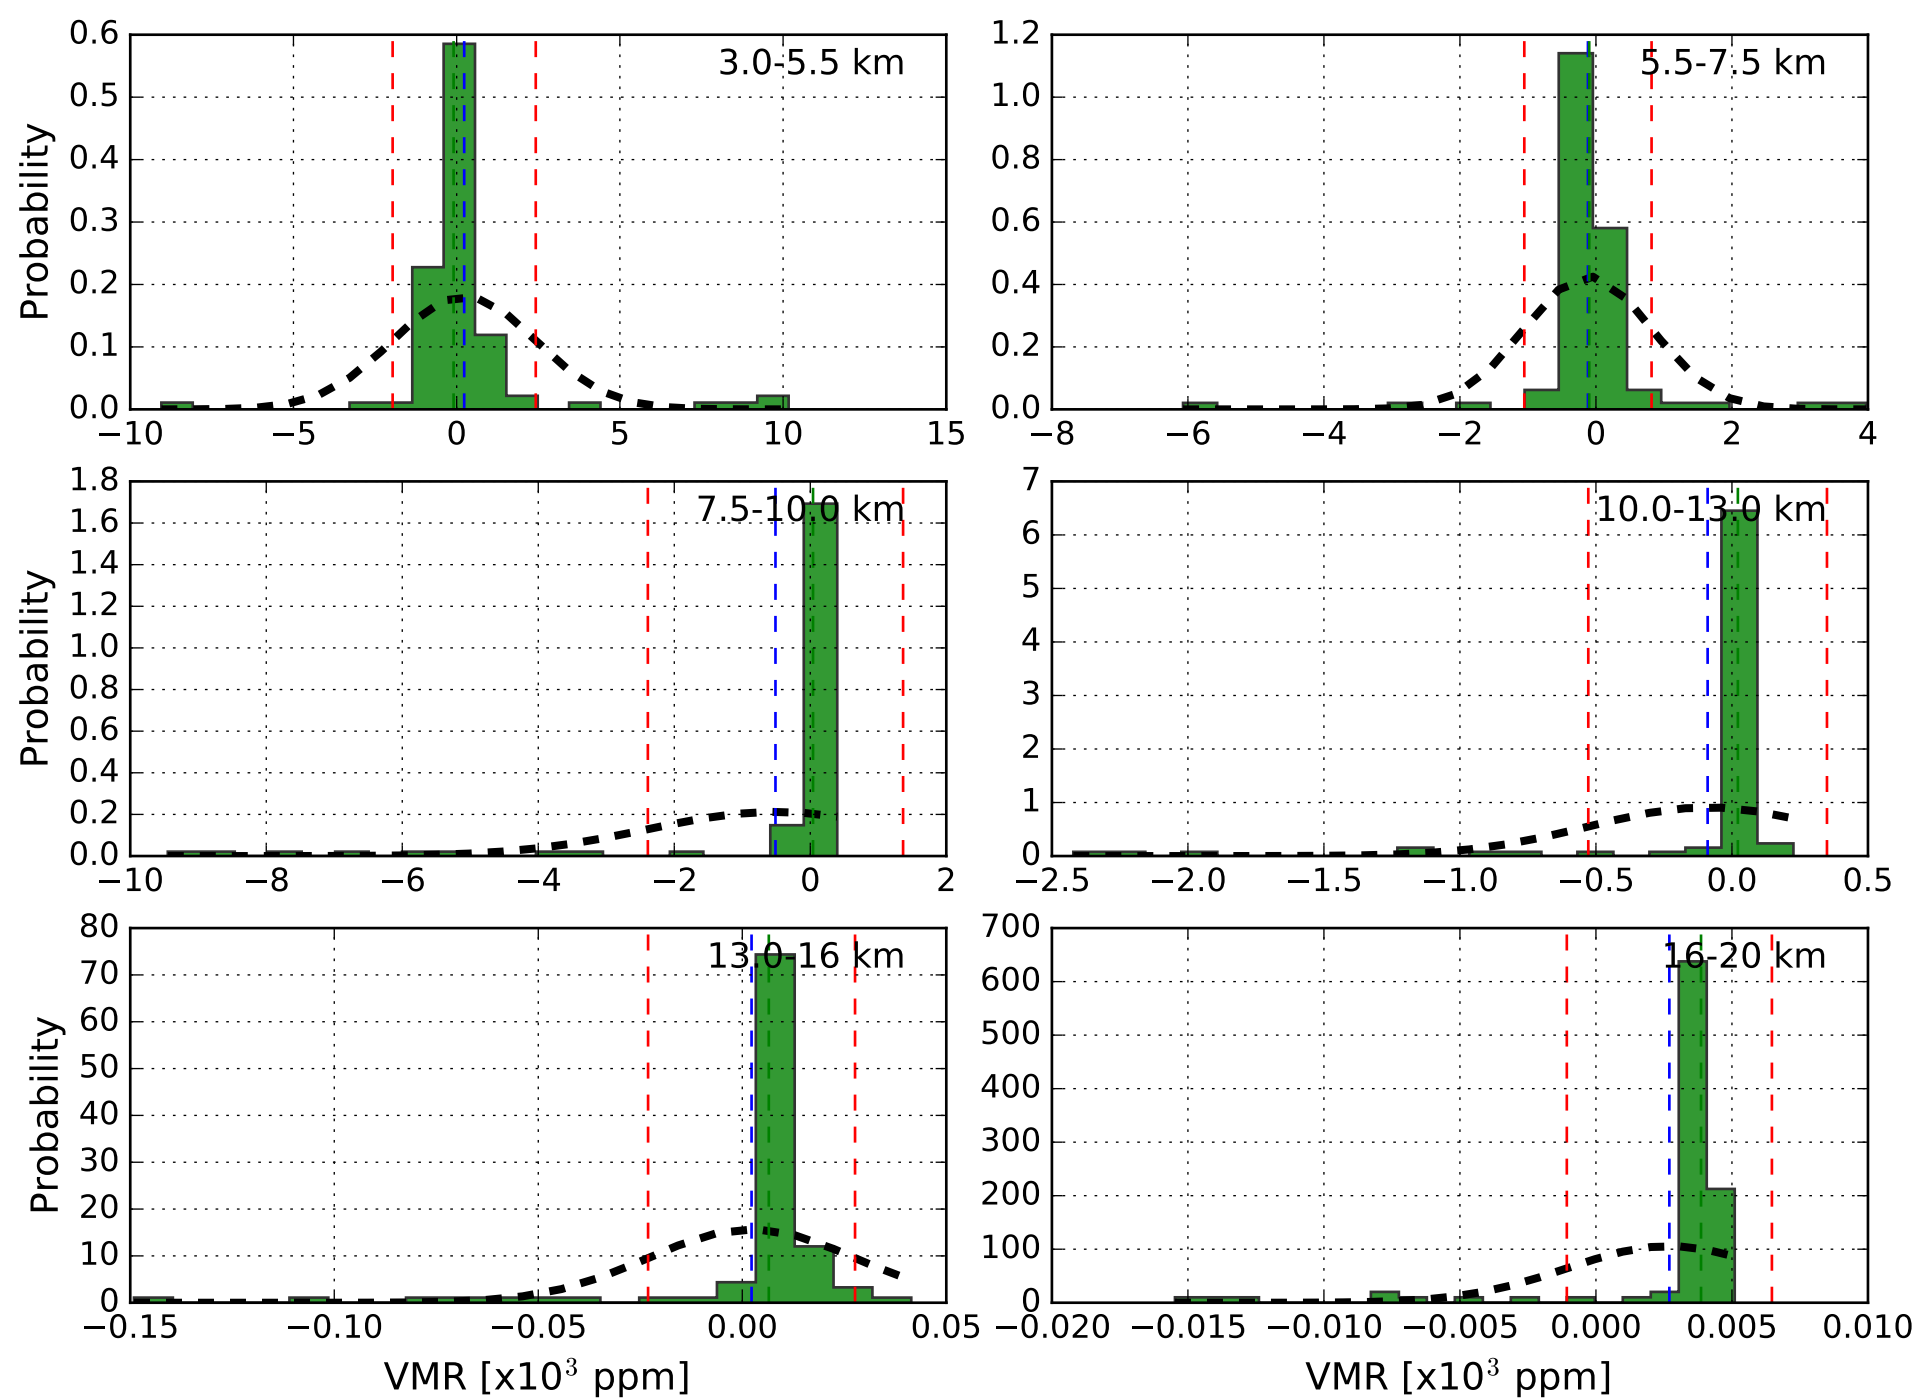 3.0-5.5 km
Probability
0.6
0.5
0.4
0.3
0.2
0.1
0.0
−10 −5 0 5 10 15
5.5-7.5 km
1.2
1.0
0.8
0.6
0.4
0.2
0.0
−8 −6 −4 −2 0 2 4
7.5-10.0 km
Probability
1.8
1.6
1.4
1.2
1.0
0.8
0.6
0.4
0.2
0.0
−10 −8 −6 −4 −2 0 2
10.0-13.0 km
7
6
5
4
3
2
1
0
−2.5 −2.0 −1.5 −1.0 −0.5 0.0 0.5
13.0-16 km
Probability
80
70
60
50
40
30
20
10
0
−0.15 −0.10 −0.05 0.00 0.05
VMR [x10³ ppm]
16-20 km
700
600
500
400
300
200
100
0
−0.020 −0.015 −0.010 −0.005 0.000 0.005 0.010
VMR [x10³ ppm]